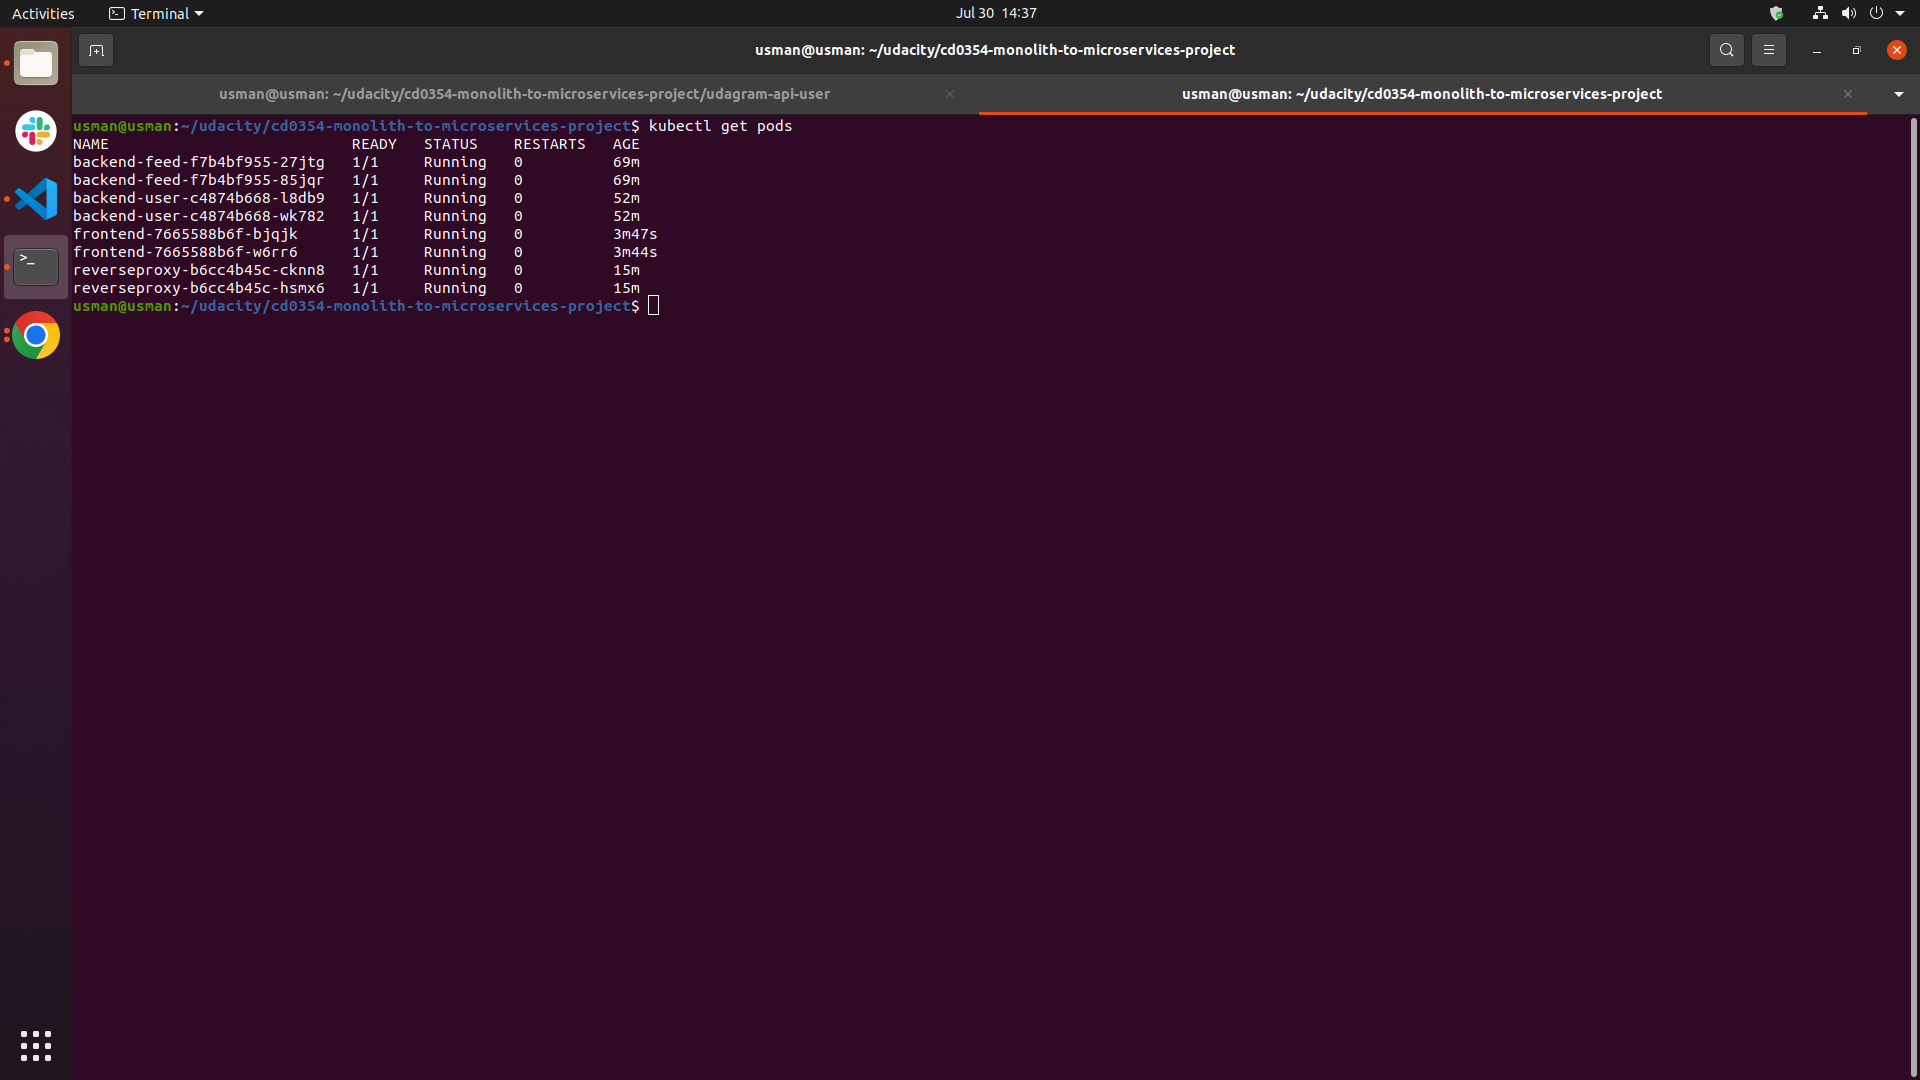 Activities Terminal Jul 30 14:37
usman@usman: ~/udacity/cd0354-monolith-to-microservices-project
usman@usman: ~/udacity/cd0354-monolith-to-microservices-project/udagram-api-user usman@usman: ~/udacity/cd0354-monolith-to-microservices-project
usman@usman:~/udacity/cd0354-monolith-to-microservices-project$ kubectl get pods
NAME READY STATUS RESTARTS AGE
backend-feed-f7b4bf955-27jtg 1/1 Running 0 69m
backend-feed-f7b4bf955-85jqr 1/1 Running 0 69m
backend-user-c4874b668-l8db9 1/1 Running 0 52m
backend-user-c4874b668-wk782 1/1 Running 0 52m
frontend-7665588b6f-bjqjk 1/1 Running 0 3m47s
frontend-7665588b6f-w6rr6 1/1 Running 0 3m44s
reverseproxy-b6cc4b45c-cknn8 1/1 Running 0 15m
reverseproxy-b6cc4b45c-hsmx6 1/1 Running 0 15m
usman@usman:~/udacity/cd0354-monolith-to-microservices-project$